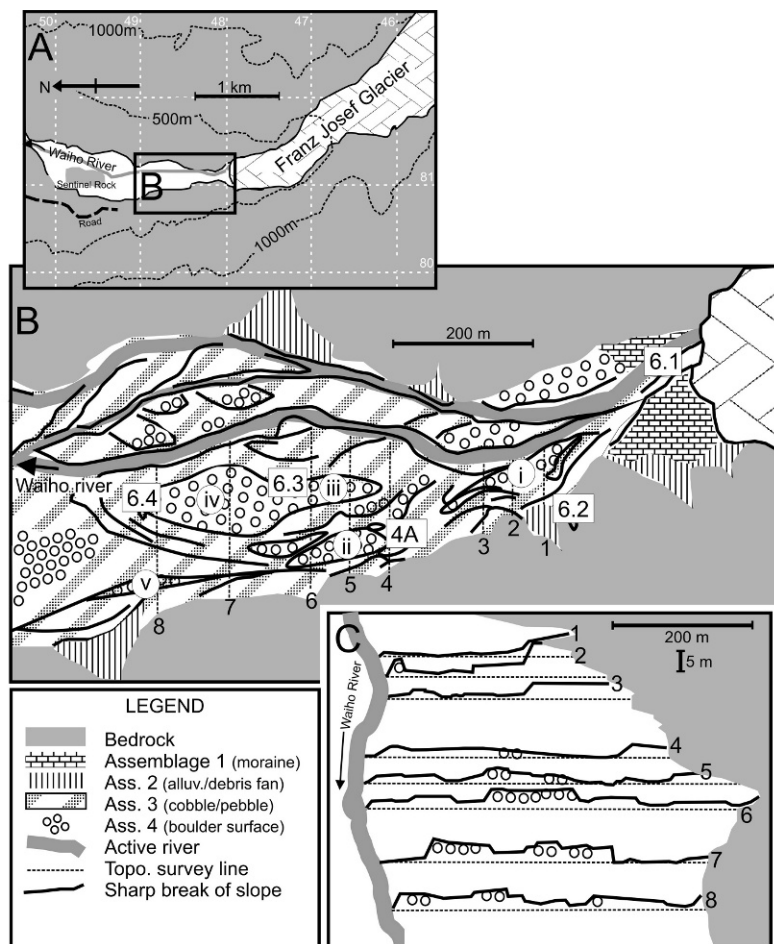 50 49 48 46
1000m
A
N
1 km
500m
Franz Josef Glacier
Waiho River
Sentinel Rock
B
81
Road
1000m
80
B
200 m
6.1
Waiho river
6.4
6.3
iii
iv
i
6.2
4A
ii
v
3 2 1
5 4
8 7 6
C
200 m
5 m
Waiho River
1
2
3
4
5
6
7
8
LEGEND
Bedrock
Assemblage 1 (moraine)
Ass. 2 (alluv./debris fan)
Ass. 3 (cobble/pebble)
Ass. 4 (boulder surface)
Active river
Topo. survey line
Sharp break of slope